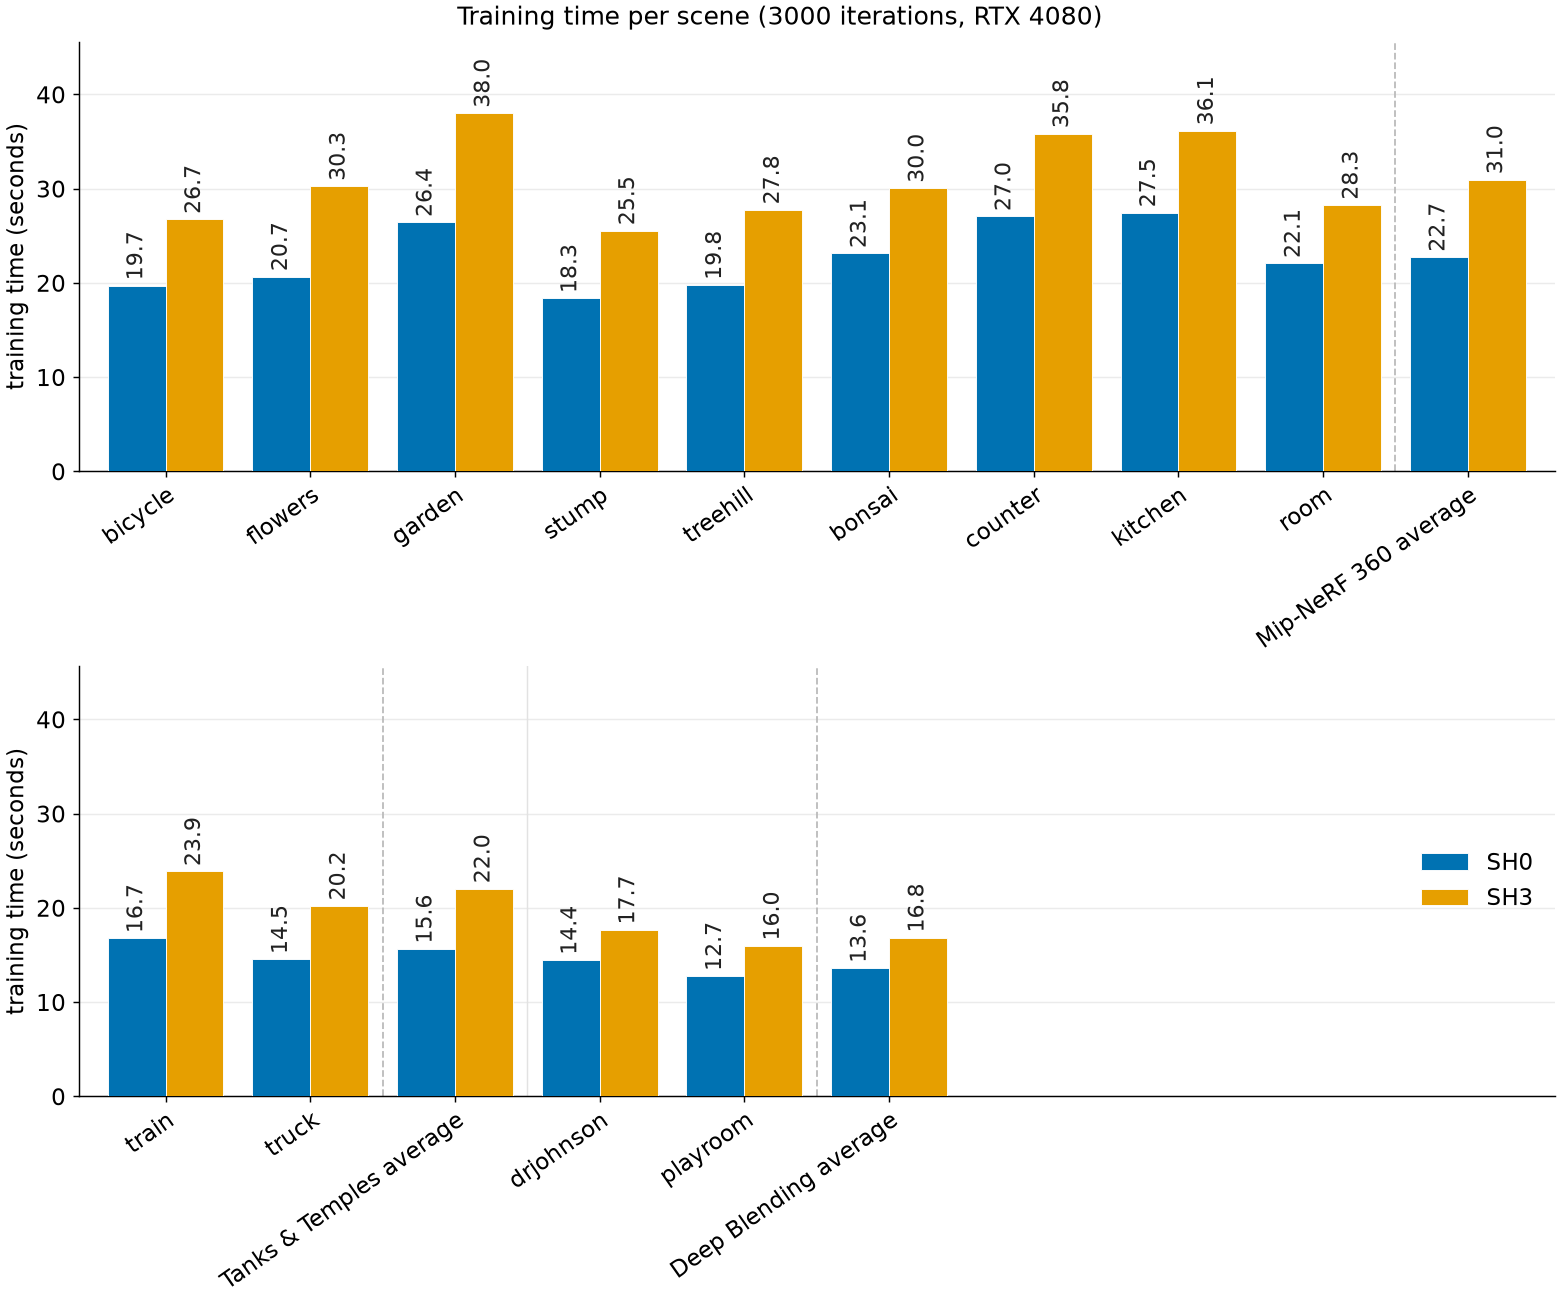 Training time per scene (3000 iterations, RTX 4080)
training time (seconds)
40
30
20
10
0
19.7
26.7
20.7
30.3
26.4
38.0
18.3
25.5
19.8
27.8
23.1
30.0
27.0
35.8
27.5
36.1
22.1
28.3
22.7
31.0
bicycle
flowers
garden
stump
treehill
bonsai
counter
kitchen
room
Mip-NeRF 360 average
training time (seconds)
40
30
20
10
0
16.7
23.9
14.5
20.2
15.6
22.0
14.4
17.7
12.7
16.0
13.6
16.8
SH0
SH3
train
truck
Tanks & Temples average
drjohnson
playroom
Deep Blending average